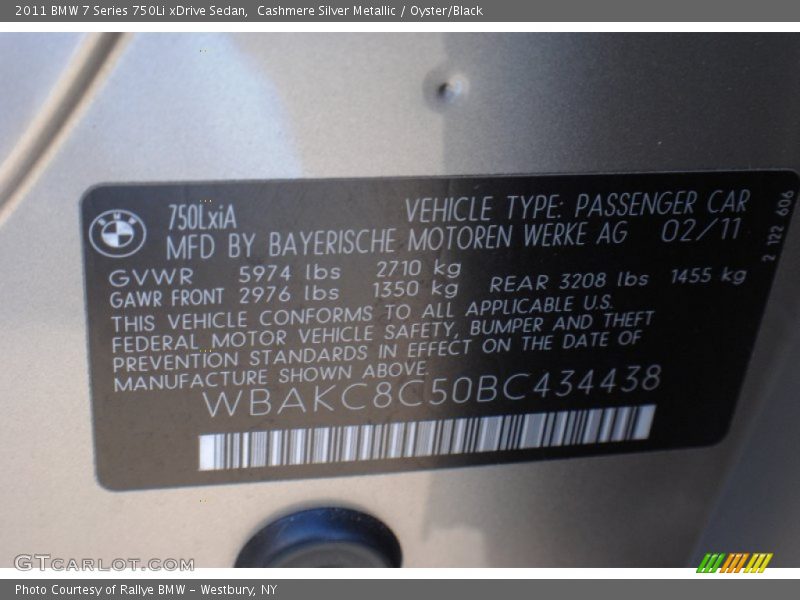 2011 BMW 7 Series 750Li xDrive Sedan,  Cashmere Silver Metallic / Oyster/Black
BMW
750LxiA
VEHICLE TYPE: PASSENGER CAR
MFD BY BAYERISCHE MOTOREN WERKE AG 02/11
GVWR 5974 lbs 2710 kg
GAWR FRONT 2976 lbs 1350 kg REAR 3208 lbs 1455 kg
THIS VEHICLE CONFORMS TO ALL APPLICABLE U.S.
FEDERAL MOTOR VEHICLE SAFETY, BUMPER AND THEFT
PREVENTION STANDARDS IN EFFECT ON THE DATE OF
MANUFACTURE SHOWN ABOVE.
WBAKC8C50BC434438
2 122 606
GTCARLOT.COM
Photo Courtesy of Rallye BMW - Westbury, NY